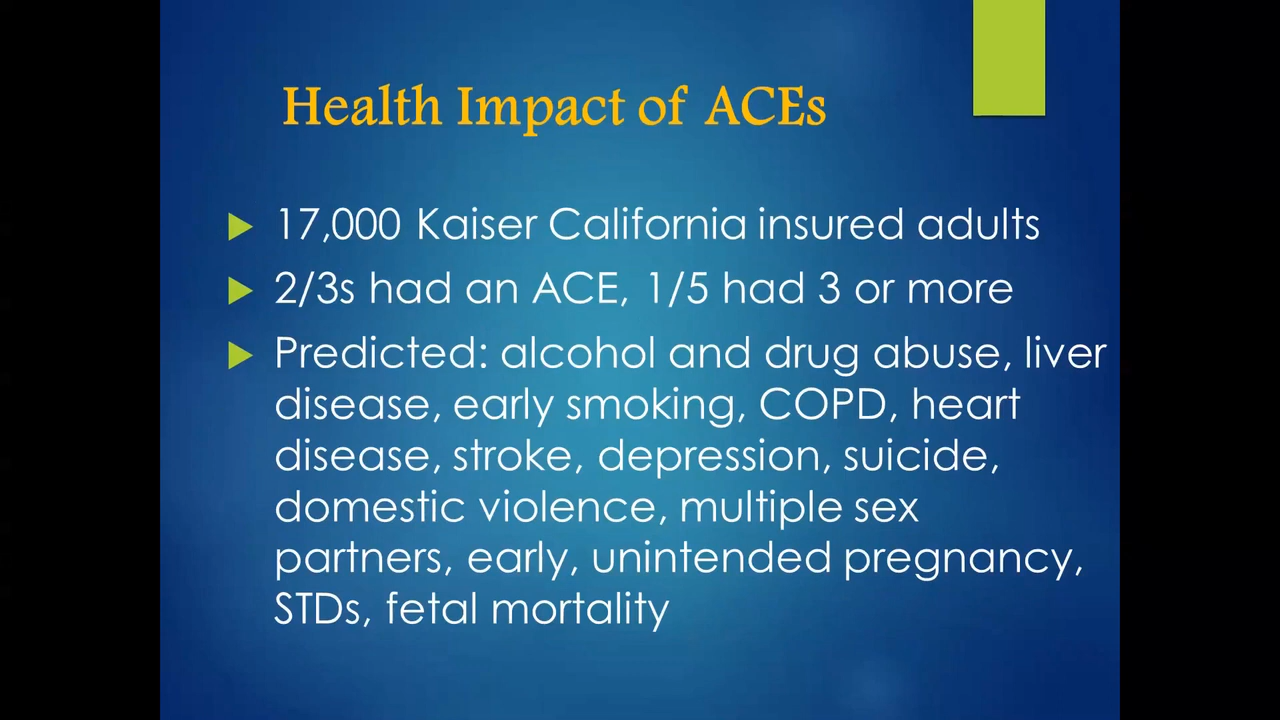 Health Impact of ACEs
17,000 Kaiser California insured adults
2/3s had an ACE, 1/5 had 3 or more
Predicted: alcohol and drug abuse, liver
disease, early smoking, COPD, heart
disease, stroke, depression, suicide,
domestic violence, multiple sex
partners, early, unintended pregnancy,
STDs, fetal mortality